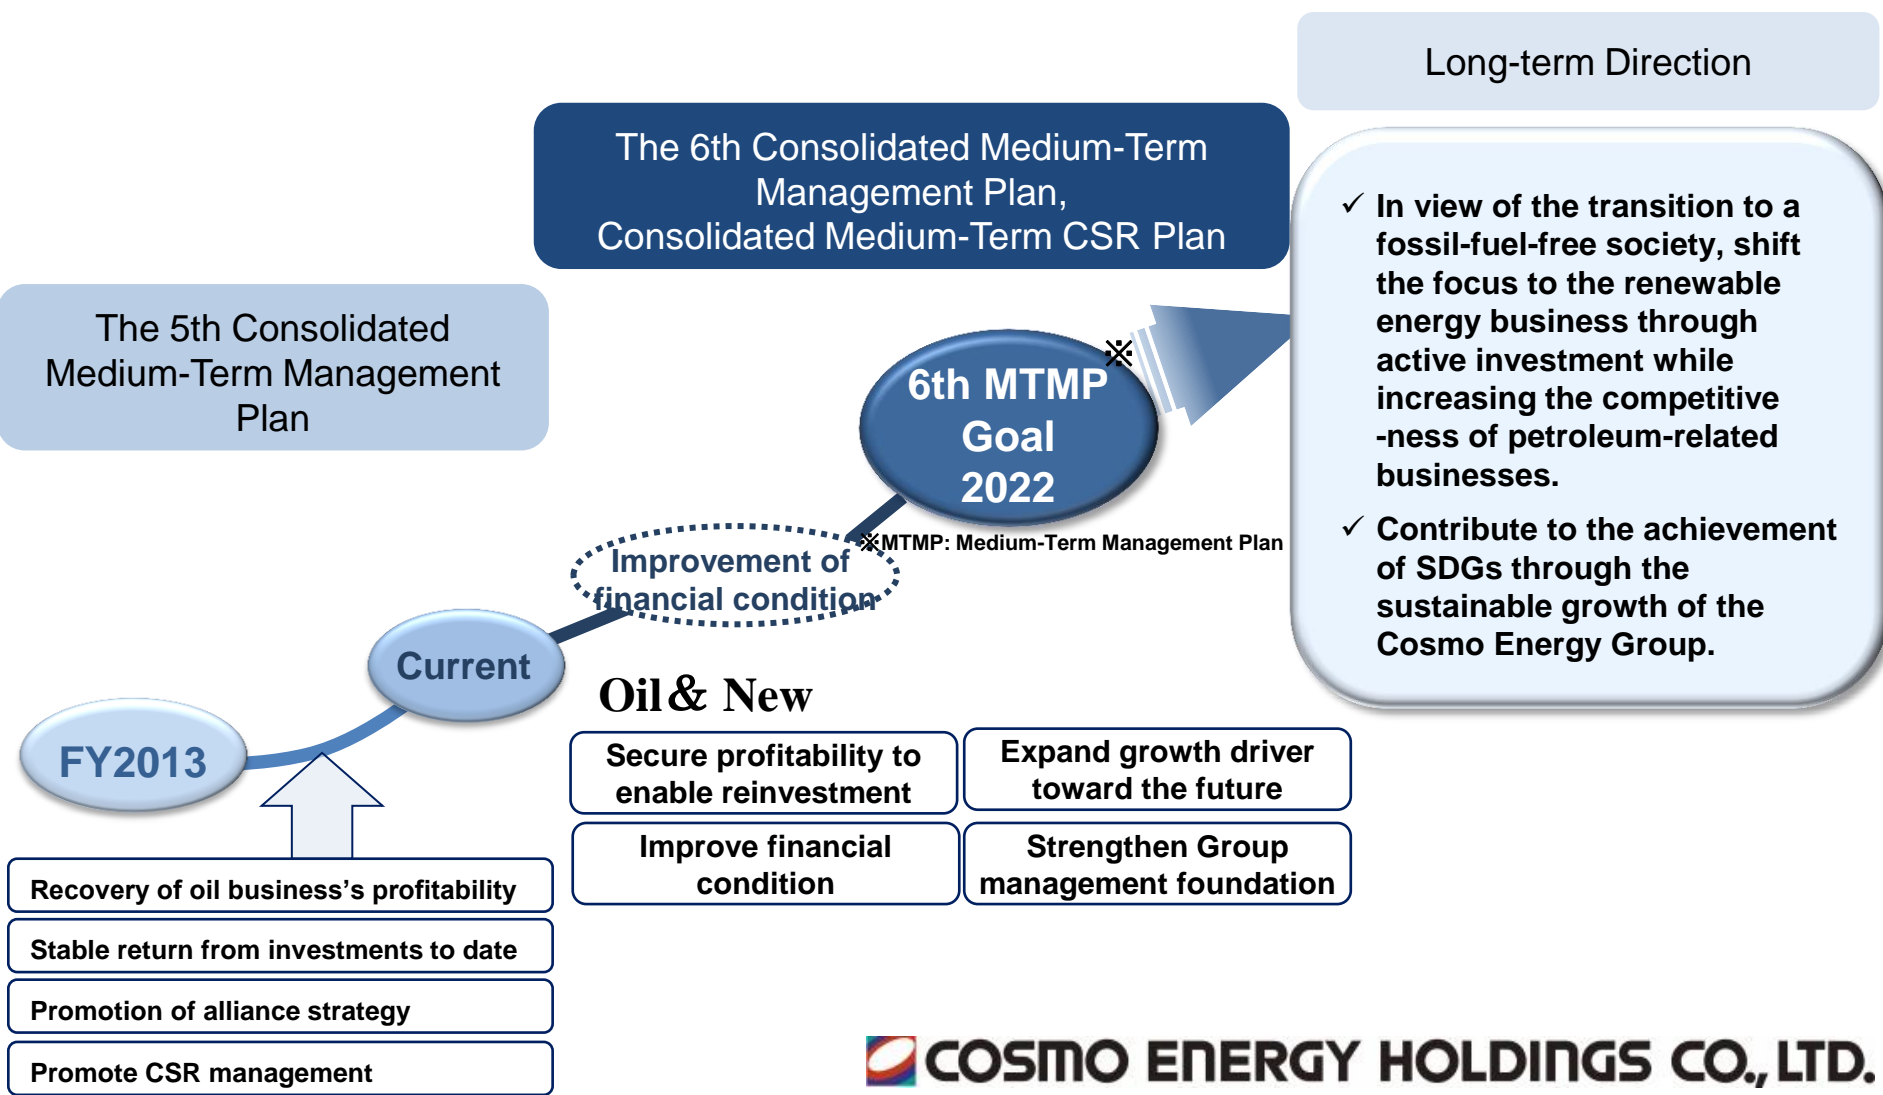 Long-term Direction
The 6th Consolidated Medium-Term
Management Plan,
Consolidated Medium-Term CSR Plan
✓ In view of the transition to a
fossil-fuel-free society, shift
the focus to the renewable
energy business through
active investment while
increasing the competitive
-ness of petroleum-related
businesses.
✓ Contribute to the achievement
of SDGs through the
sustainable growth of the
Cosmo Energy Group.
The 5th Consolidated
Medium-Term Management
Plan
6th MTMP※
Goal
2022
※MTMP: Medium-Term Management Plan
Improvement of
financial condition
Current
FY2013
Oil& New
Secure profitability to
enable reinvestment
Expand growth driver
toward the future
Improve financial
condition
Strengthen Group
management foundation
Recovery of oil business’s profitability
Stable return from investments to date
Promotion of alliance strategy
Promote CSR management
COSMO ENERGY HOLDINGS CO., LTD.